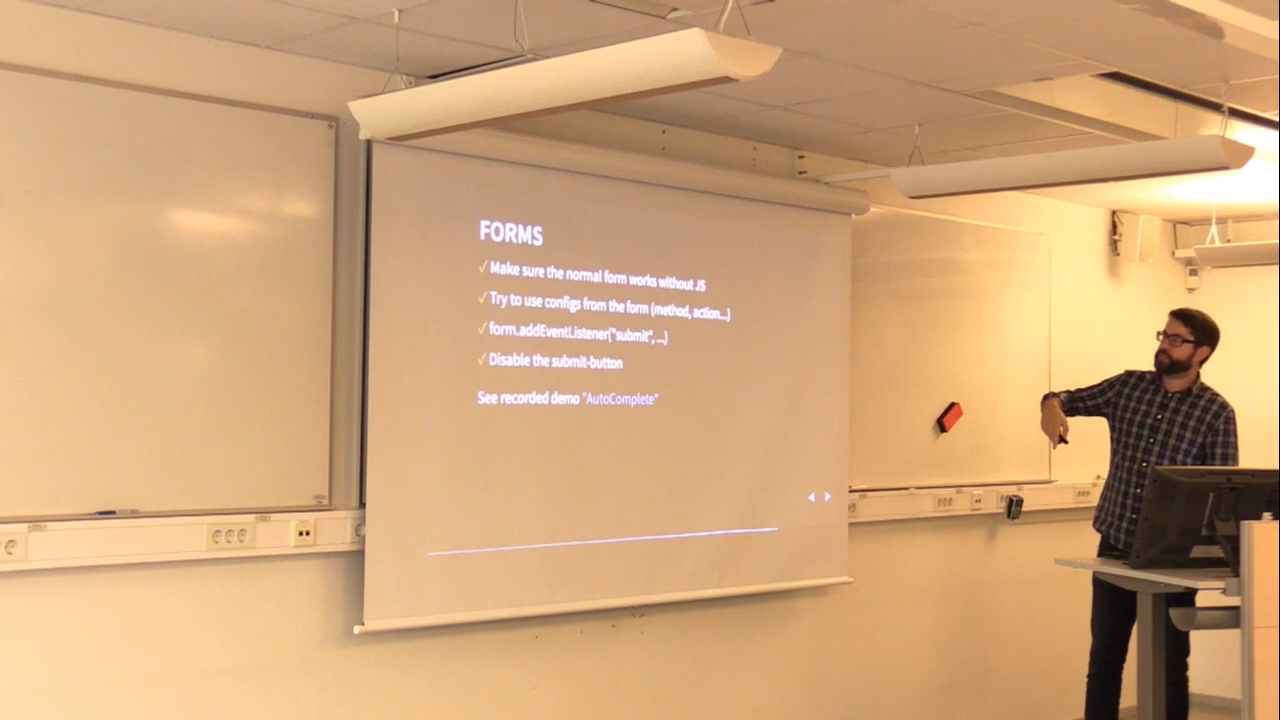 FORMS
✓ Make sure the normal form works without JS
✓ Try to use configs from the form (method, action...)
✓ form.addEventListener("submit", ...)
✓ Disable the submit-button
See recorded demo "AutoComplete"